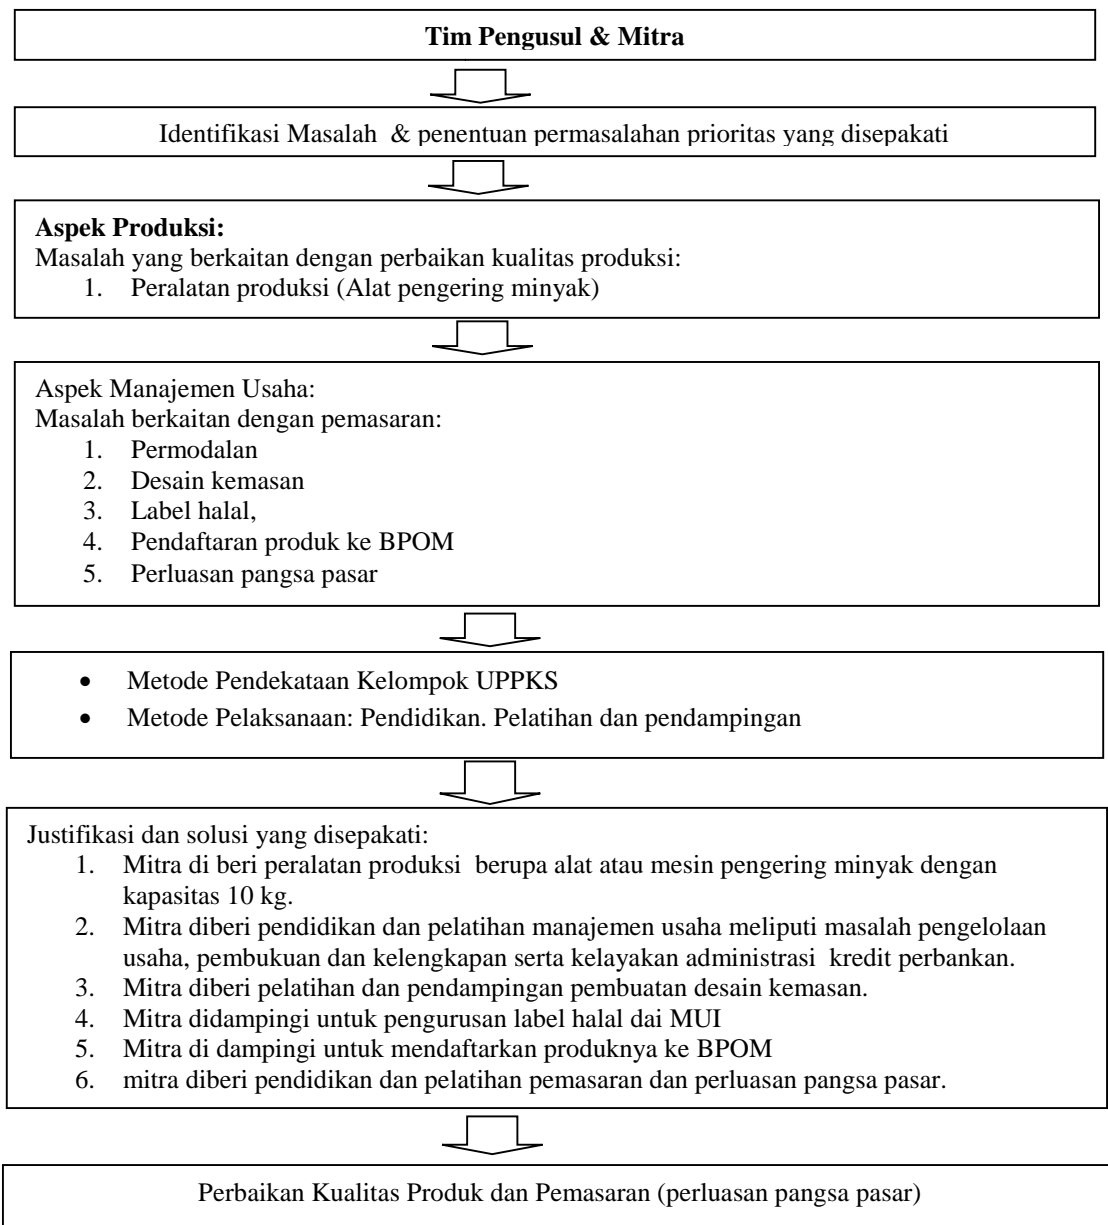 Tim Pengusul & Mitra
Identifikasi Masalah & penentuan permasalahan prioritas yang disepakati
Aspek Produksi:
Masalah yang berkaitan dengan perbaikan kualitas produksi:
1. Peralatan produksi (Alat pengering minyak)
Aspek Manajemen Usaha:
Masalah berkaitan dengan pemasaran:
1. Permodalan
2. Desain kemasan
3. Label halal,
4. Pendaftaran produk ke BPOM
5. Perluasan pangsa pasar
• Metode Pendekataan Kelompok UPPKS
• Metode Pelaksanaan: Pendidikan. Pelatihan dan pendampingan
Justifikasi dan solusi yang disepakati:
1. Mitra di beri peralatan produksi berupa alat atau mesin pengering minyak dengan
kapasitas 10 kg.
2. Mitra diberi pendidikan dan pelatihan manajemen usaha meliputi masalah pengelolaan
usaha, pembukuan dan kelengkapan serta kelayakan administrasi kredit perbankan.
3. Mitra diberi pelatihan dan pendampingan pembuatan desain kemasan.
4. Mitra didampingi untuk pengurusan label halal dai MUI
5. Mitra di dampingi untuk mendaftarkan produknya ke BPOM
6. mitra diberi pendidikan dan pelatihan pemasaran dan perluasan pangsa pasar.
Perbaikan Kualitas Produk dan Pemasaran (perluasan pangsa pasar)